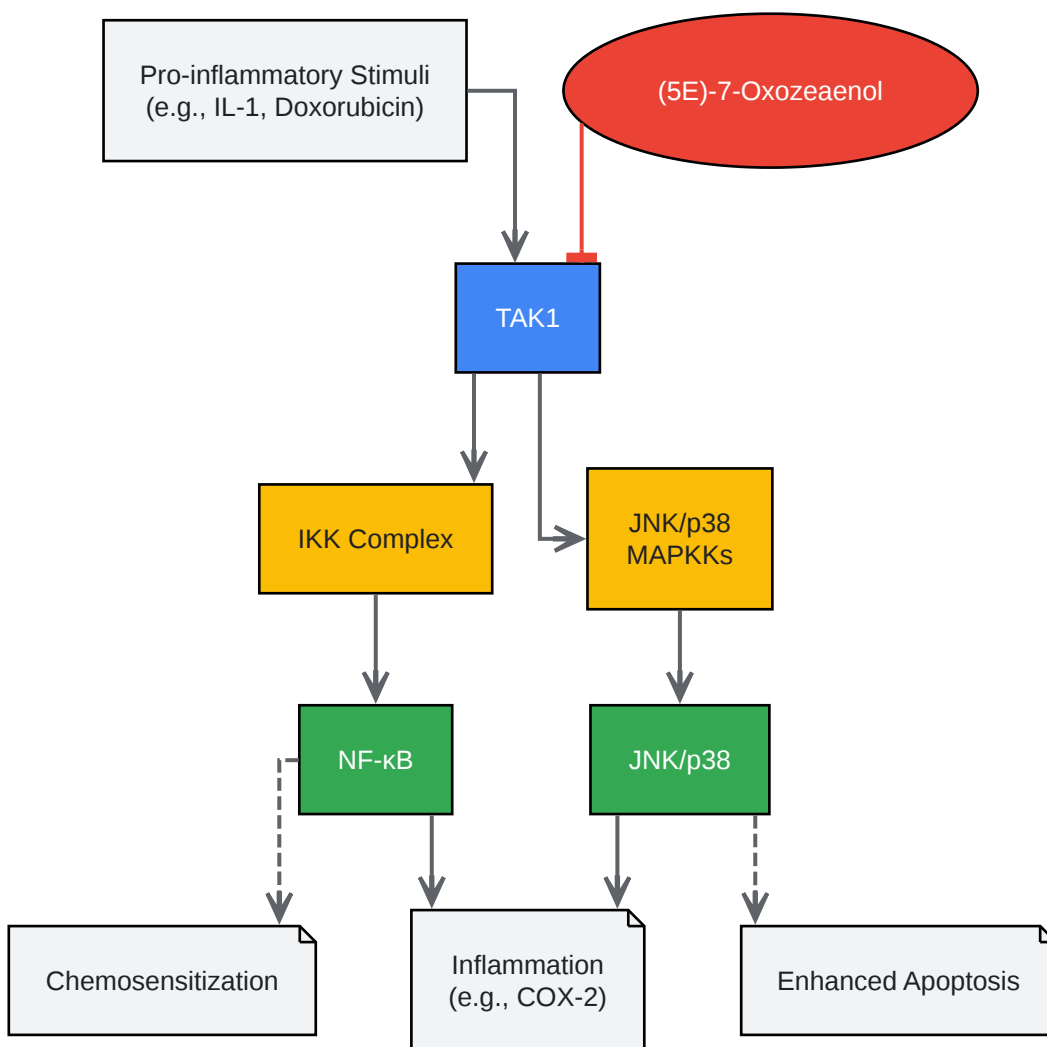 Pro-inflammatory Stimuli
(e.g., IL-1, Doxorubicin)
(5E)-7-Oxozeaenol
TAK1
IKK Complex
JNK/p38
MAPKKs
NF-κB
JNK/p38
Chemosensitization
Inflammation
(e.g., COX-2)
Enhanced Apoptosis